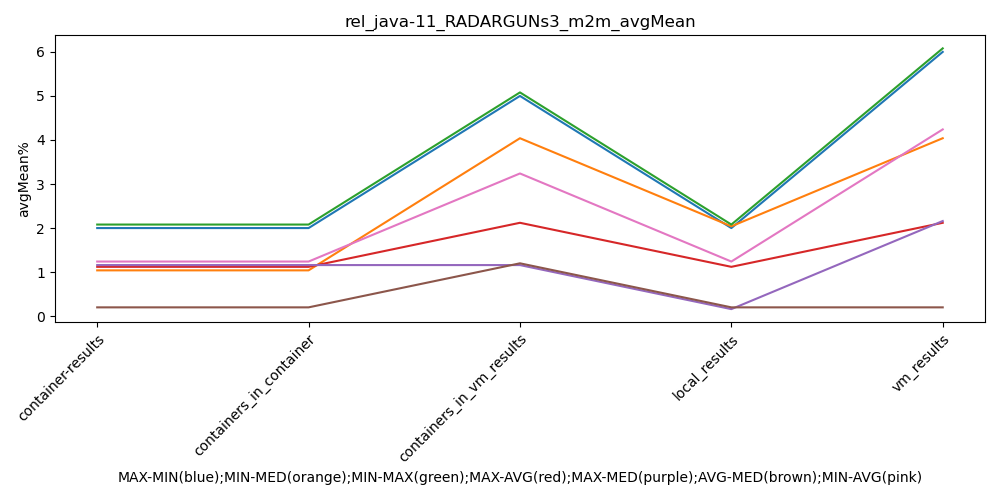 rel_java-11_RADARGUNs3_m2m_avgMean
avgMean%
6
5
4
3
2
1
0
container-results
containers_in_container
containers_in_vm_results
local_results
vm_results
MAX-MIN(blue);MIN-MED(orange);MIN-MAX(green);MAX-AVG(red);MAX-MED(purple);AVG-MED(brown);MIN-AVG(pink)